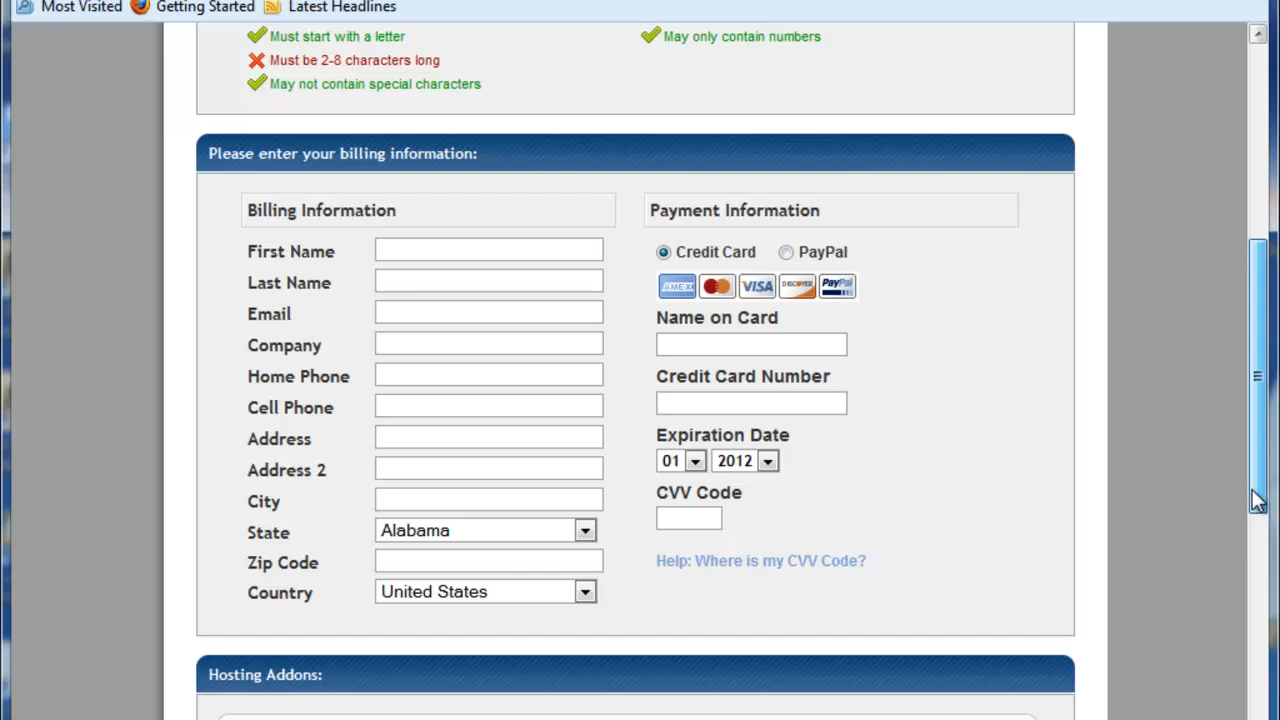 Most Visited Getting Started Latest Headlines
Must start with a letter May only contain numbers
Must be 2-8 characters long
May not contain special characters
Please enter your billing information:
Billing Information Payment Information
First Name Credit Card PayPal
Last Name AMEX VISA DISCOVER PayPal
Email Name on Card
Company
Home Phone Credit Card Number
Cell Phone
Address Expiration Date
Address 2 01 2012
City CVV Code
State Alabama
Zip Code Help: Where is my CVV Code?
Country United States
Hosting Addons: